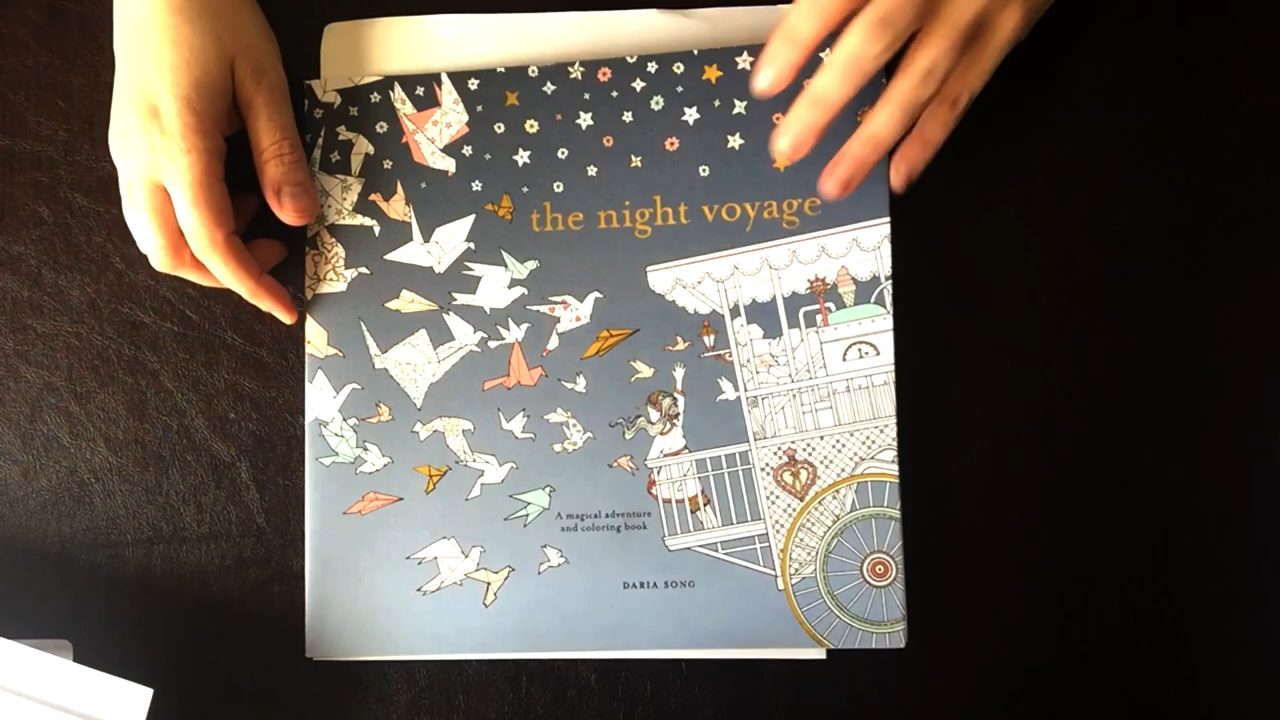 the night voyage
A magical adventure
and coloring book
DARIA SONG